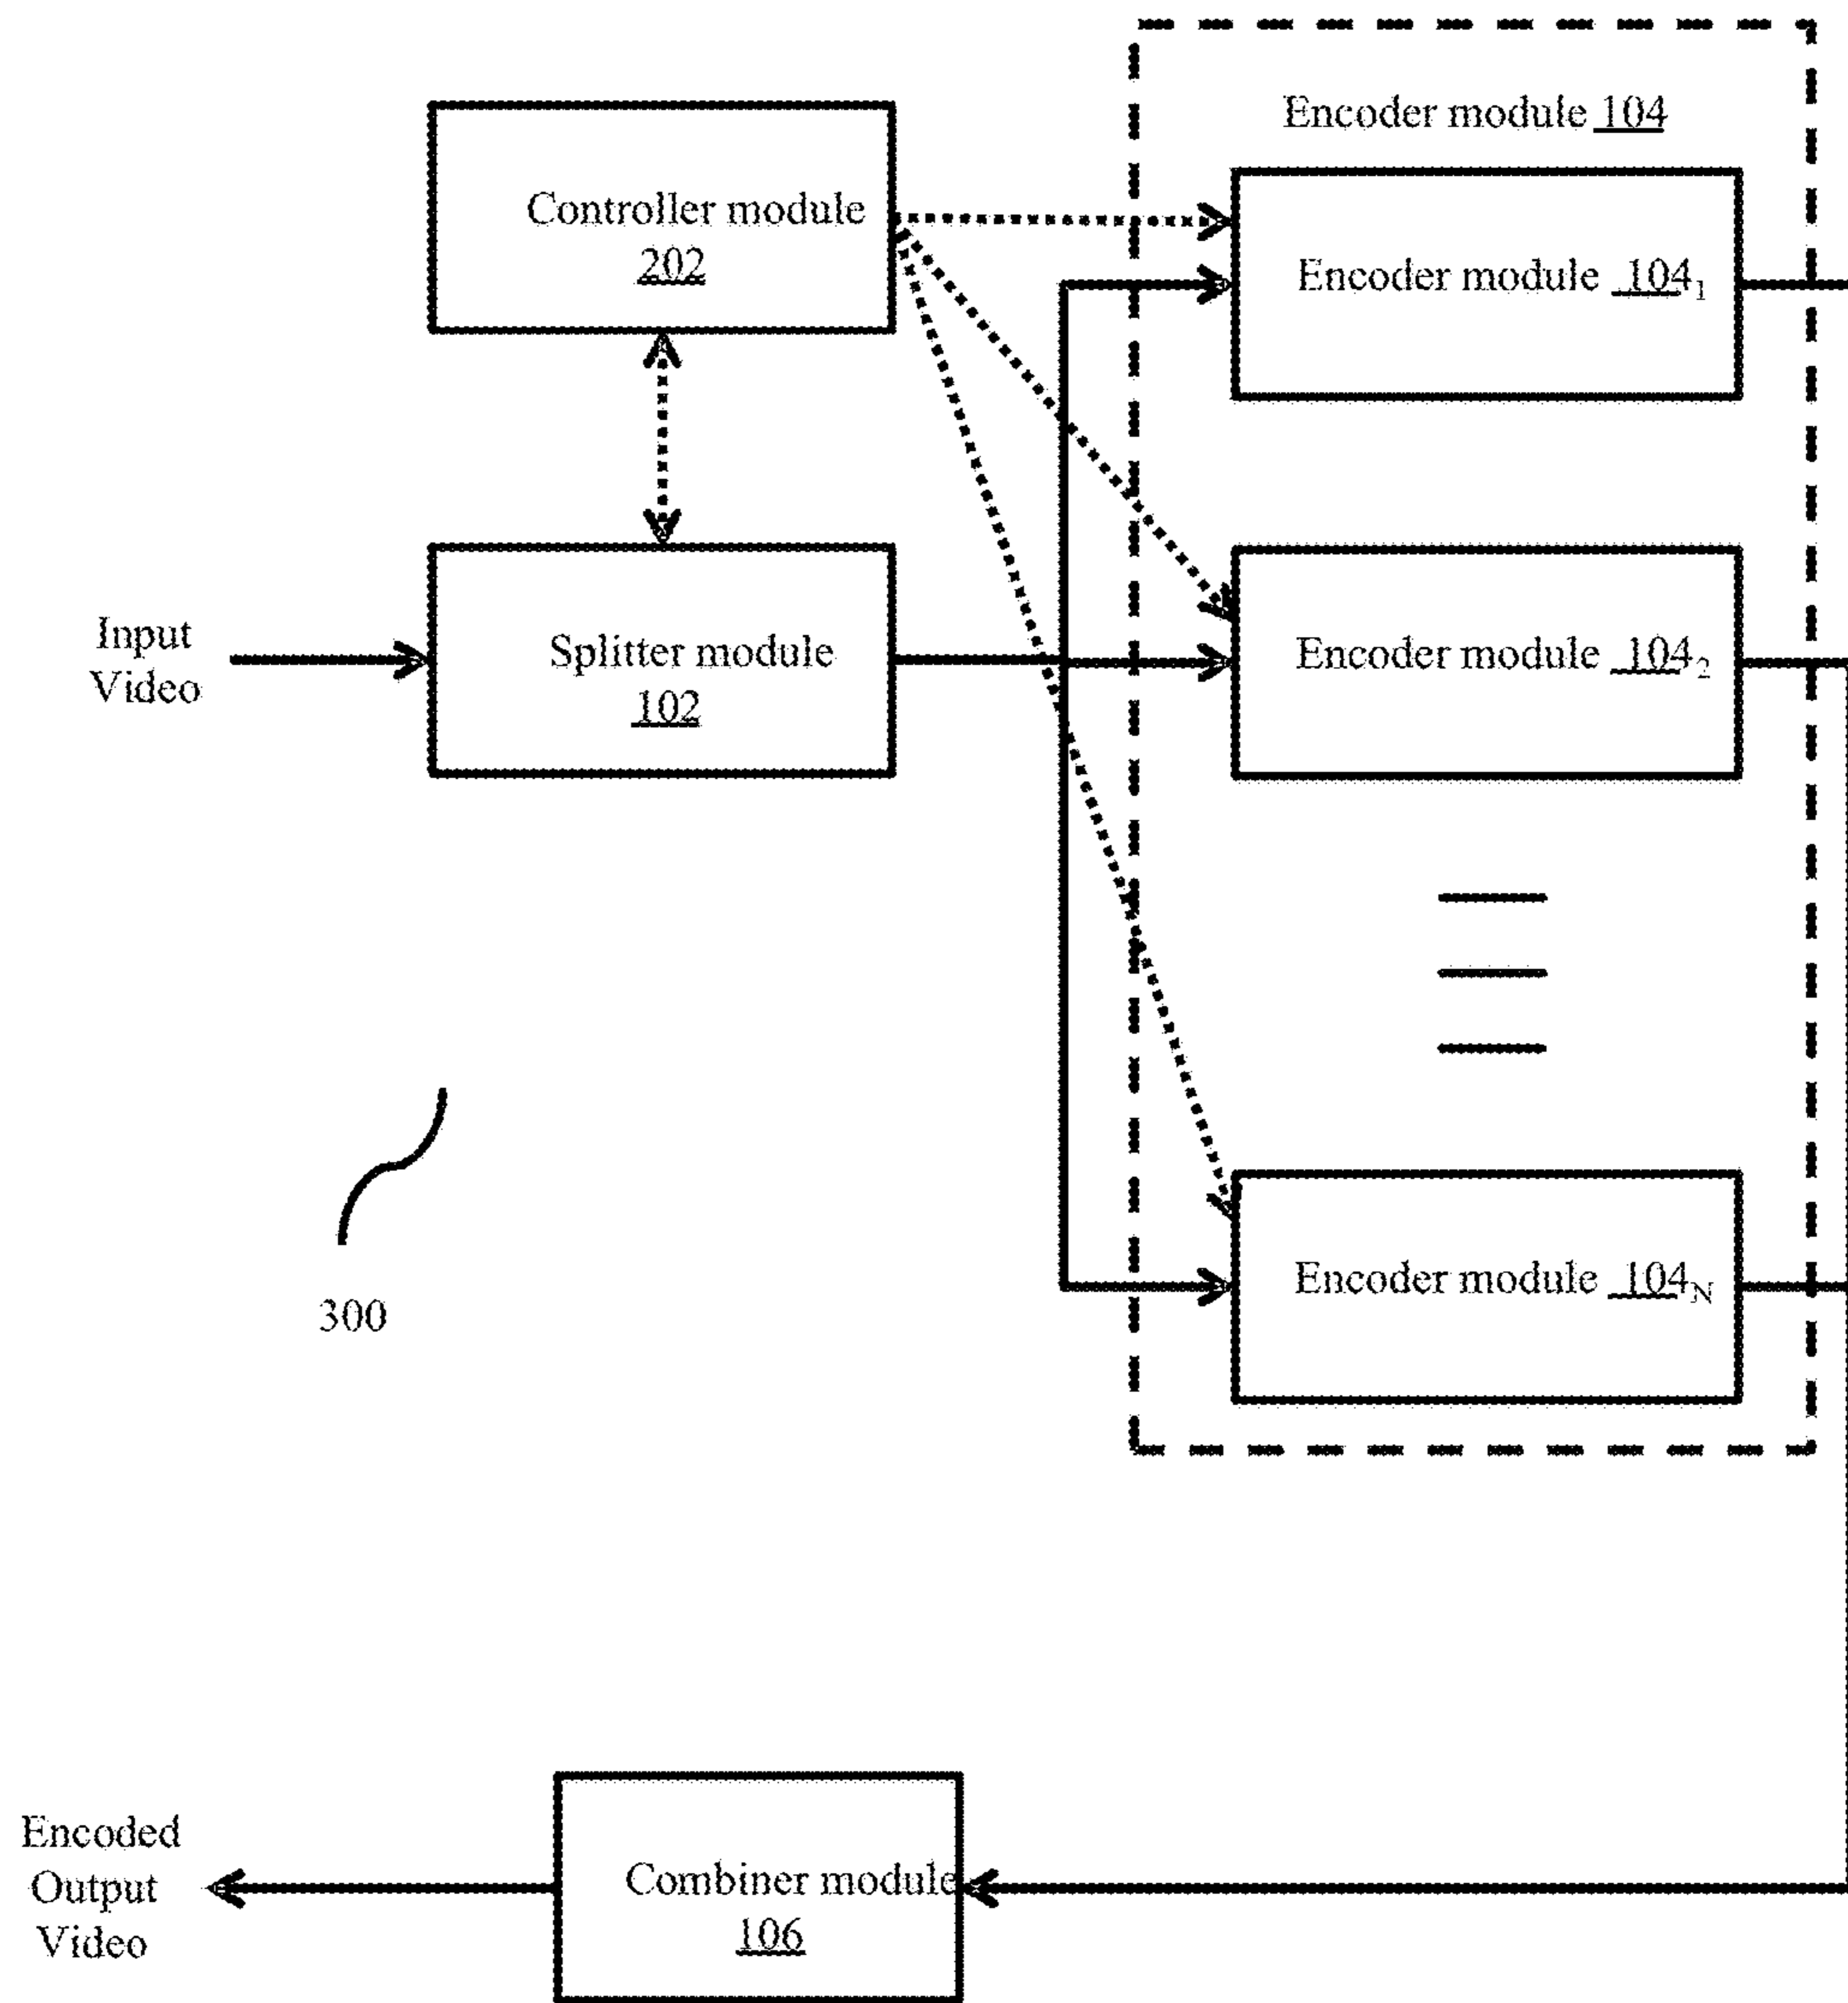 Encoder module 104
Controller module
202
Encoder module 104₁
Input
Video
Splitter module
102
Encoder module 104₂
300
Encoder module 104N
Encoded
Output
Video
Combiner module
106